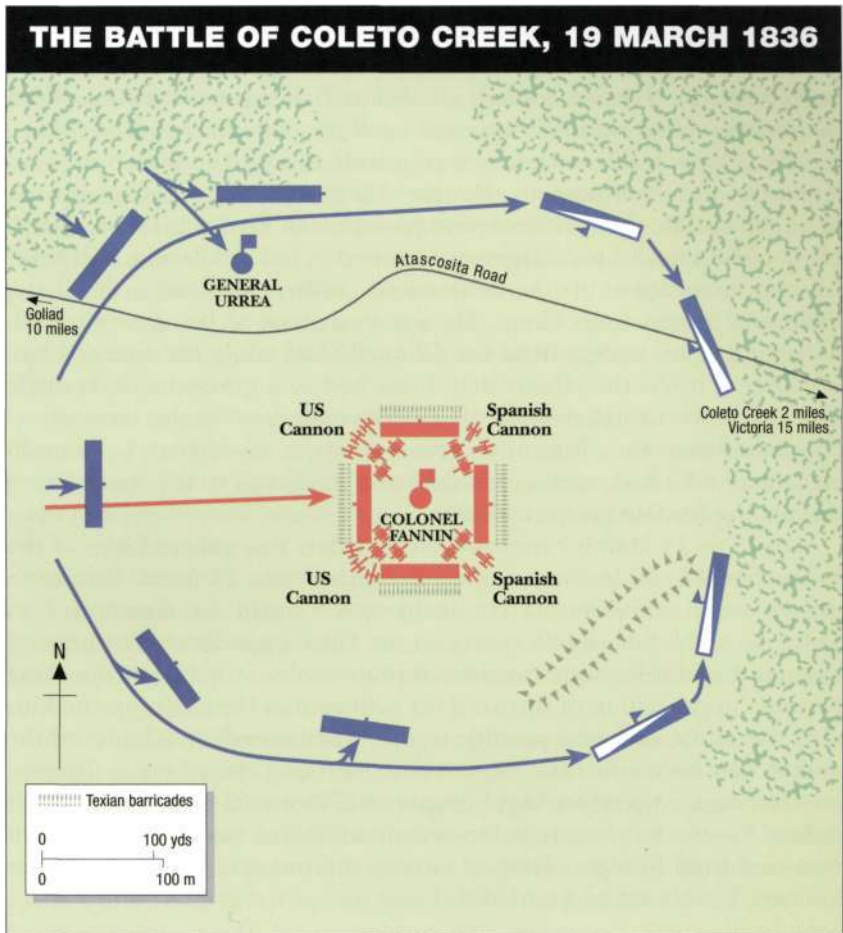 THE BATTLE OF COLETO CREEK, 19 MARCH 1836
GENERAL
URREA
Atascosita Road
Goliad
10 miles
Coleto Creek 2 miles,
Victoria 15 miles
US
Cannon
Spanish
Cannon
COLONEL
FANNIN
US
Cannon
Spanish
Cannon
N
Texian barricades
0 100 yds
0 100 m